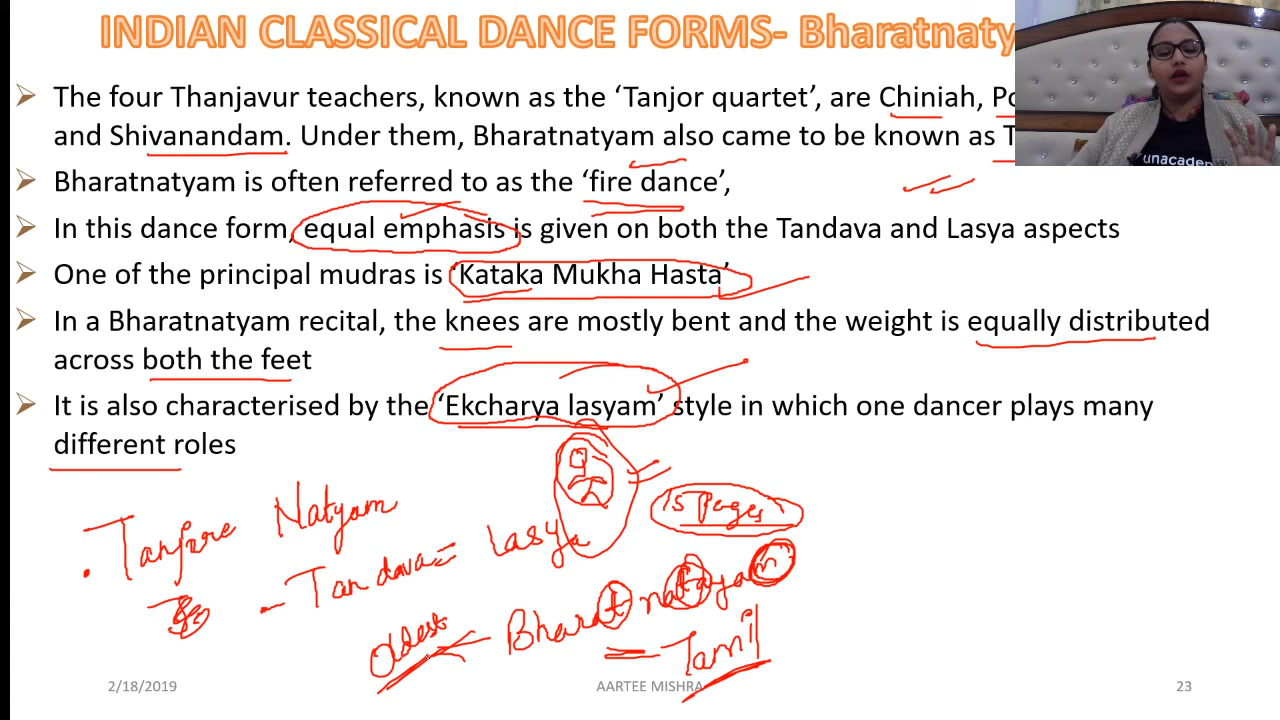 INDIAN CLASSICAL DANCE FORMS- Bharatnaty
The four Thanjavur teachers, known as the ‘Tanjor quartet’, are Chiniah, Po
and Shivanandam. Under them, Bharatnatyam also came to be known as T
Bharatnatyam is often referred to as the ‘fire dance’,
In this dance form, equal emphasis is given on both the Tandava and Lasya aspects
One of the principal mudras is ‘Kataka Mukha Hasta’
In a Bharatnatyam recital, the knees are mostly bent and the weight is equally distributed
across both the feet
It is also characterised by the ‘Ekcharya lasyam’ style in which one dancer plays many
different roles
unacade
15 Pages
Natyam
Tandava = Lasya
Bharatnatayam
Oldest
= Tamil
2/18/2019
AARTEE MISHRA
23